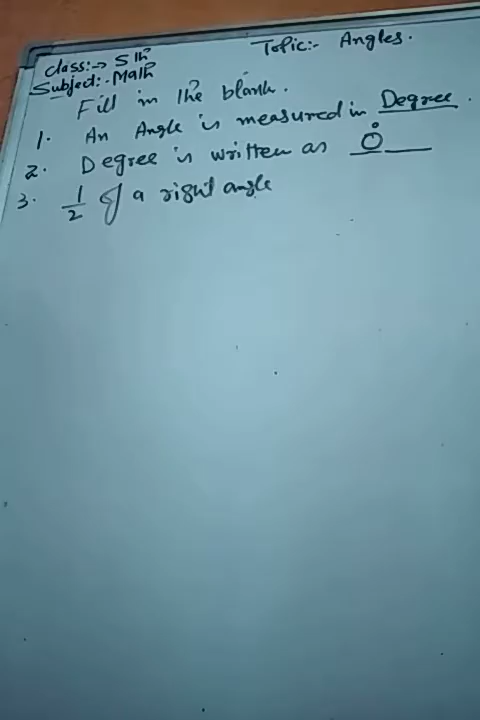 Class:→ 5th
Topic:- Angles.
Subject:- Math
Fill in the blank.
1. An Angle is measured in Degree.
2. Degree is written as O°
3. 1/2 of a right angle